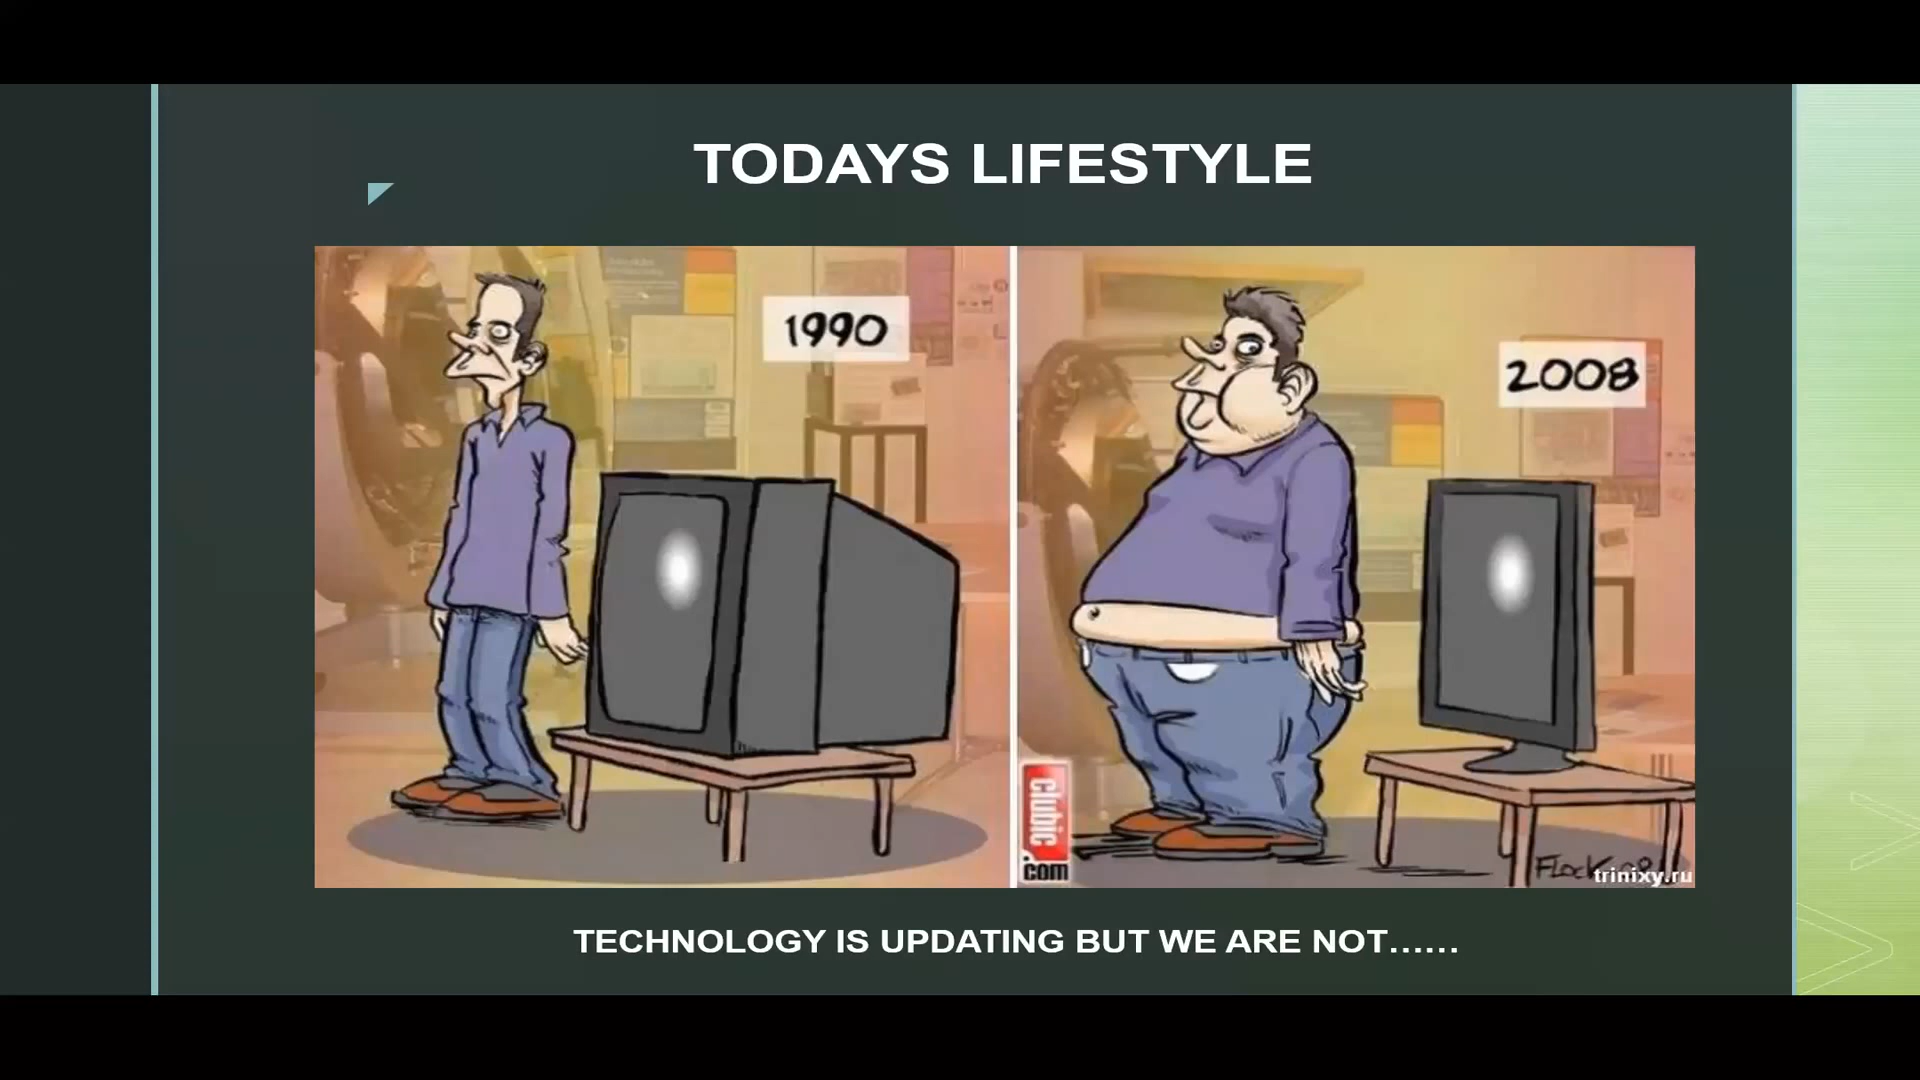 TODAYS LIFESTYLE
1990
2008
clubic
.com
trinixy.ru
TECHNOLOGY IS UPDATING BUT WE ARE NOT......